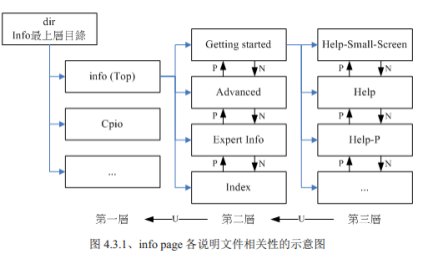 dir
Info最上層目錄
Getting started
Help-Small-Screen
P
N
P
N
info (Top)
Advanced
Help
P
N
P
N
Cpio
Expert Info
Help-P
P
N
P
N
...
Index
...
第一層
U
第二層
U
第三層
图 4.3.1、info page 各说明文件相关性的示意图